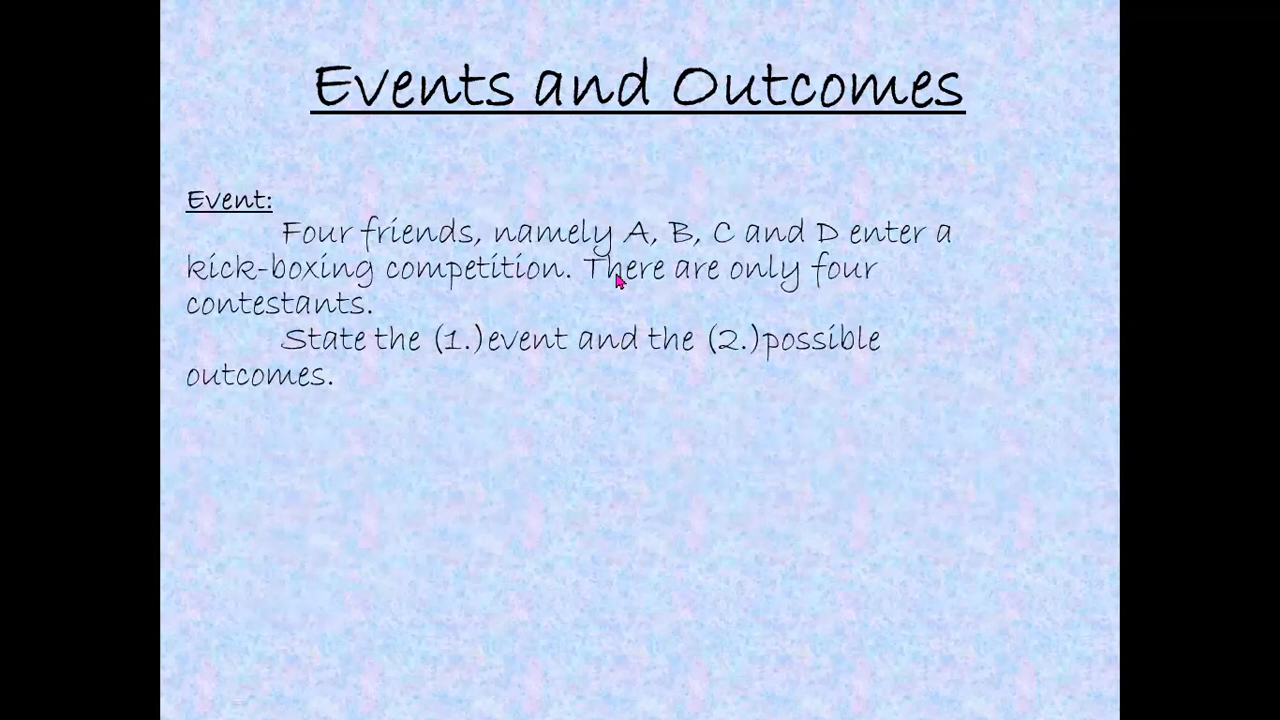 Events and Outcomes
Event:
Four friends, namely A, B, C and D enter a
kick-boxing competition. There are only four
contestants.
State the (1.)event and the (2.)possible
outcomes.